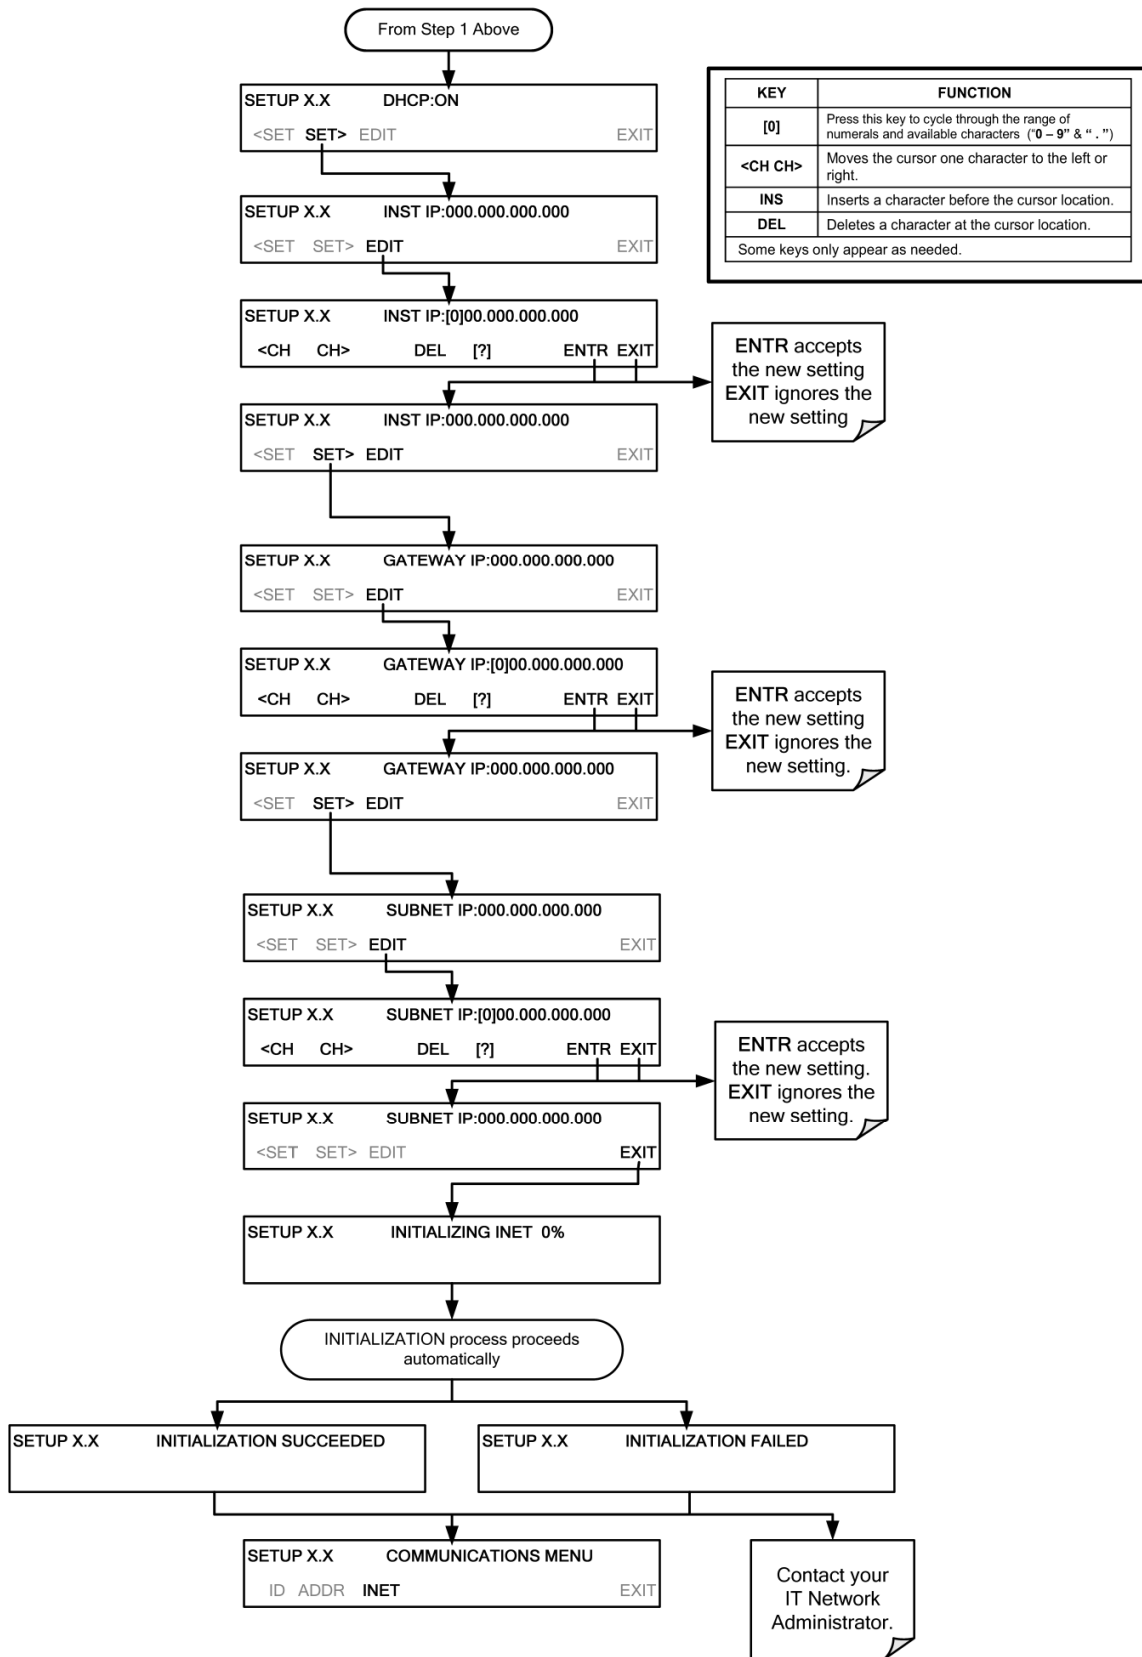 From Step 1 Above
SETUP X.X DHCP:ON
<SET SET> EDIT EXIT
KEY FUNCTION
[0] Press this key to cycle through the range of
numerals and available characters (“0 – 9” & “ . ”)
<CH CH> Moves the cursor one character to the left or
right.
INS Inserts a character before the cursor location.
DEL Deletes a character at the cursor location.
Some keys only appear as needed.
SETUP X.X INST IP:000.000.000.000
<SET SET> EDIT EXIT
SETUP X.X INST IP:[0]00.000.000.000
<CH CH> DEL [?] ENTR EXIT
ENTR accepts
the new setting
EXIT ignores the
new setting
SETUP X.X INST IP:000.000.000.000
<SET SET> EDIT EXIT
SETUP X.X GATEWAY IP:000.000.000.000
<SET SET> EDIT EXIT
SETUP X.X GATEWAY IP:[0]00.000.000.000
<CH CH> DEL [?] ENTR EXIT
ENTR accepts
the new setting
EXIT ignores the
new setting.
SETUP X.X GATEWAY IP:000.000.000.000
<SET SET> EDIT EXIT
SETUP X.X SUBNET IP:000.000.000.000
<SET SET> EDIT EXIT
SETUP X.X SUBNET IP:[0]00.000.000.000
<CH CH> DEL [?] ENTR EXIT
ENTR accepts
the new setting.
EXIT ignores the
new setting.
SETUP X.X SUBNET IP:000.000.000.000
<SET SET> EDIT EXIT
SETUP X.X INITIALIZING INET 0%
INITIALIZATION process proceeds
automatically
SETUP X.X INITIALIZATION SUCCEEDED
SETUP X.X INITIALIZATION FAILED
SETUP X.X COMMUNICATIONS MENU
ID ADDR INET EXIT
Contact your
IT Network
Administrator.